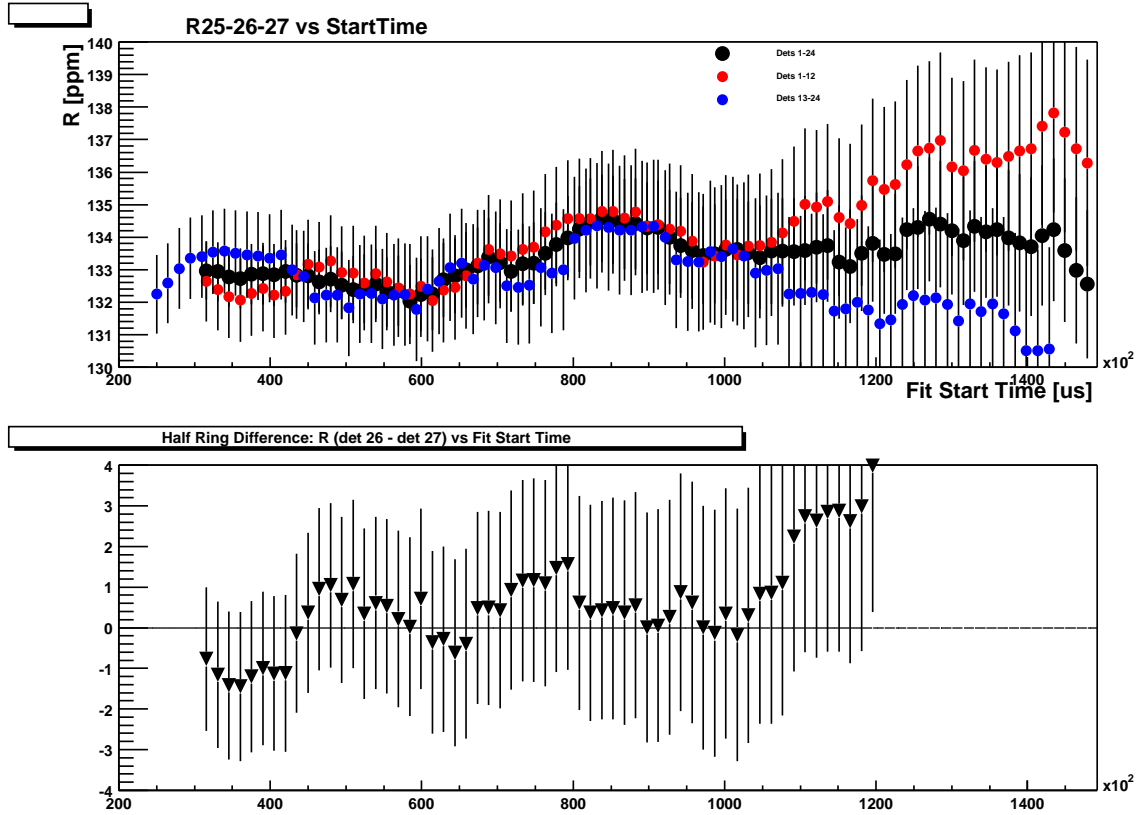 R25-26-27 vs StartTime
R [ppm]
140
139
138
137
136
135
134
133
132
131
130
Dets 1-24
Dets 1-12
Dets 13-24
200 400 600 800 1000 1200 1400
x10²
Fit Start Time [us]
Half Ring Difference: R (det 26 - det 27) vs Fit Start Time
4
3
2
1
0
-1
-2
-3
-4
200 400 600 800 1000 1200 1400
x10²